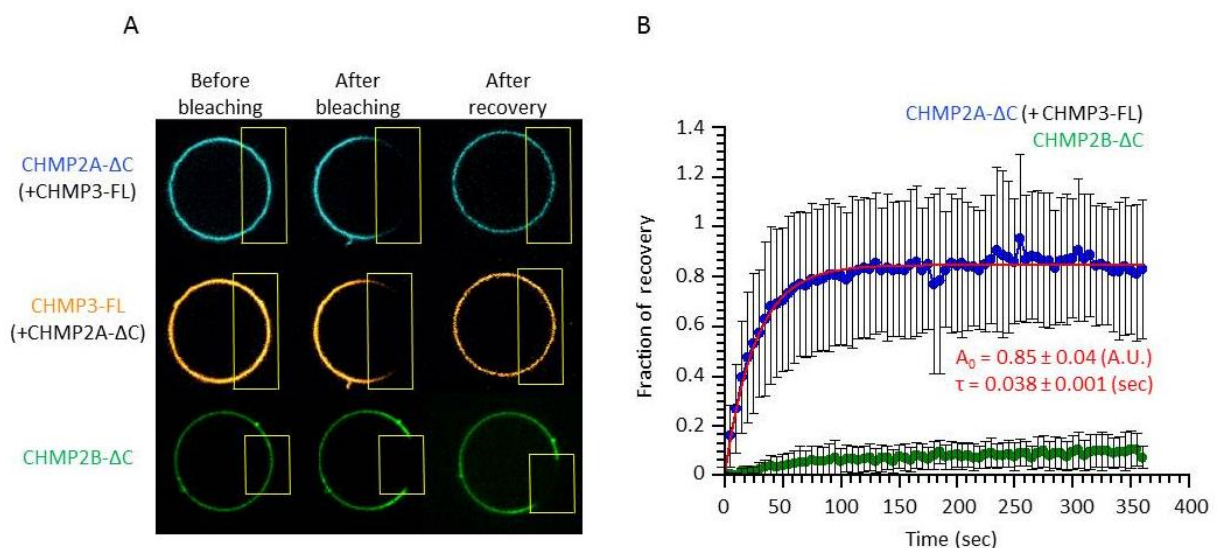 A
Before
bleaching
After
bleaching
After
recovery
CHMP2A-ΔC
(+CHMP3-FL)
CHMP3-FL
(+CHMP2A-ΔC)
CHMP2B-ΔC
B
CHMP2A-ΔC (+CHMP3-FL)
CHMP2B-ΔC
Fraction of recovery
1.4
1.2
1
0.8
0.6
0.4
0.2
0
A₀ = 0.85 ± 0.04 (A.U.)
τ = 0.038 ± 0.001 (sec)
0 50 100 150 200 250 300 350 400
Time (sec)